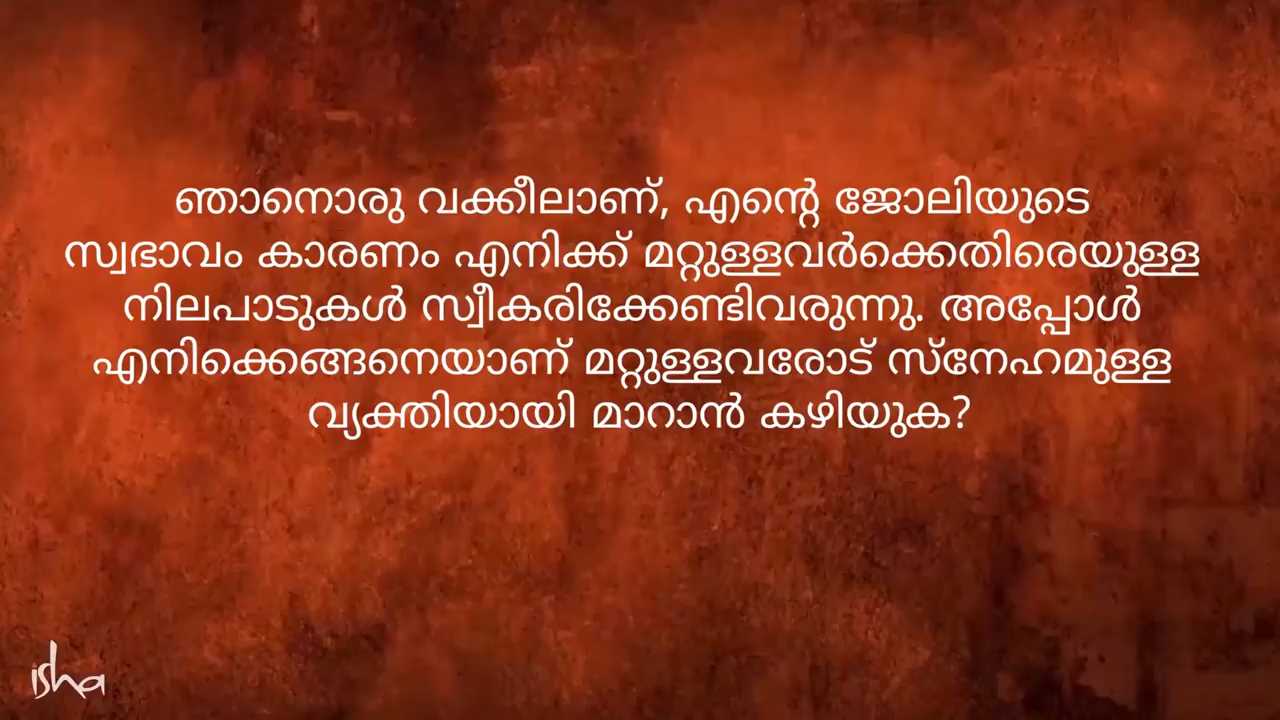 ഞാനൊരു വക്കീലാണ്, എന്റെ ജോലിയുടെ
സ്വഭാവം കാരണം എനിക്ക് മറ്റുള്ളവർക്കെതിരെയുള്ള
നിലപാടുകൾ സ്വീകരിക്കേണ്ടിവരുന്നു. അപ്പോൾ
എനിക്കെങ്ങനെയാണ് മറ്റുള്ളവരോട് സ്നേഹമുള്ള
വ്യക്തിയായി മാറാൻ കഴിയുക?
isha